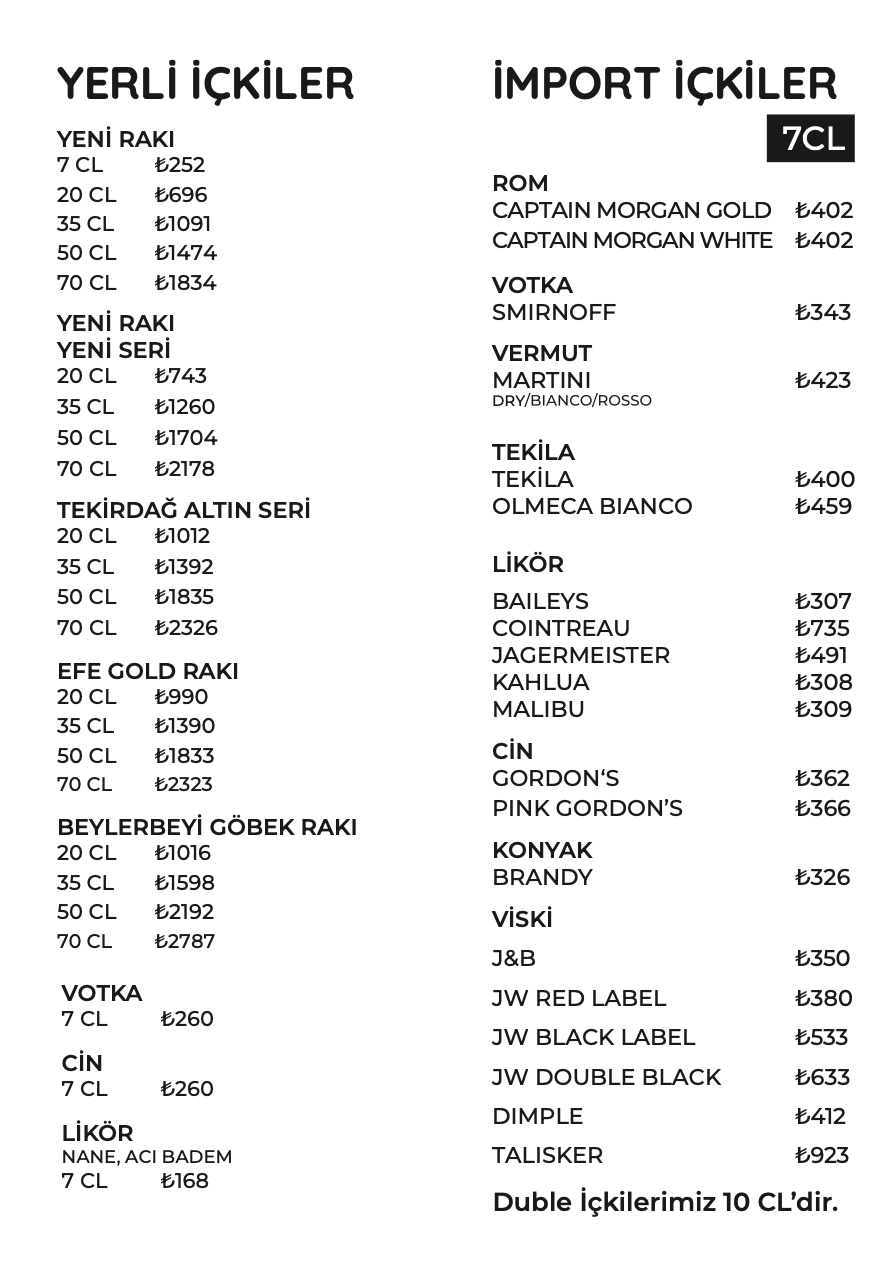 YERLİ İÇKİLER
YENİ RAKI
7 CL ₺252
20 CL ₺696
35 CL ₺1091
50 CL ₺1474
70 CL ₺1834
YENİ RAKI
YENİ SERİ
20 CL ₺743
35 CL ₺1260
50 CL ₺1704
70 CL ₺2178
TEKİRDAĞ ALTIN SERİ
20 CL ₺1012
35 CL ₺1392
50 CL ₺1835
70 CL ₺2326
EFE GOLD RAKI
20 CL ₺990
35 CL ₺1390
50 CL ₺1833
70 CL ₺2323
BEYLERBEYİ GÖBEK RAKI
20 CL ₺1016
35 CL ₺1598
50 CL ₺2192
70 CL ₺2787
VOTKA
7 CL ₺260
CİN
7 CL ₺260
LİKÖR
NANE, ACI BADEM
7 CL ₺168
İMPORT İÇKİLER
7CL
ROM
CAPTAIN MORGAN GOLD ₺402
CAPTAIN MORGAN WHITE ₺402
VOTKA
SMIRNOFF ₺343
VERMUT
MARTINI ₺423
DRY/BIANCO/ROSSO
TEKİLA
TEKİLA ₺400
OLMECA BIANCO ₺459
LİKÖR
BAILEYS ₺307
COINTREAU ₺735
JAGERMEISTER ₺491
KAHLUA ₺308
MALIBU ₺309
CİN
GORDON‘S ₺362
PINK GORDON’S ₺366
KONYAK
BRANDY ₺326
VİSKİ
J&B ₺350
JW RED LABEL ₺380
JW BLACK LABEL ₺533
JW DOUBLE BLACK ₺633
DIMPLE ₺412
TALISKER ₺923
Duble İçkilerimiz 10 CL’dir.